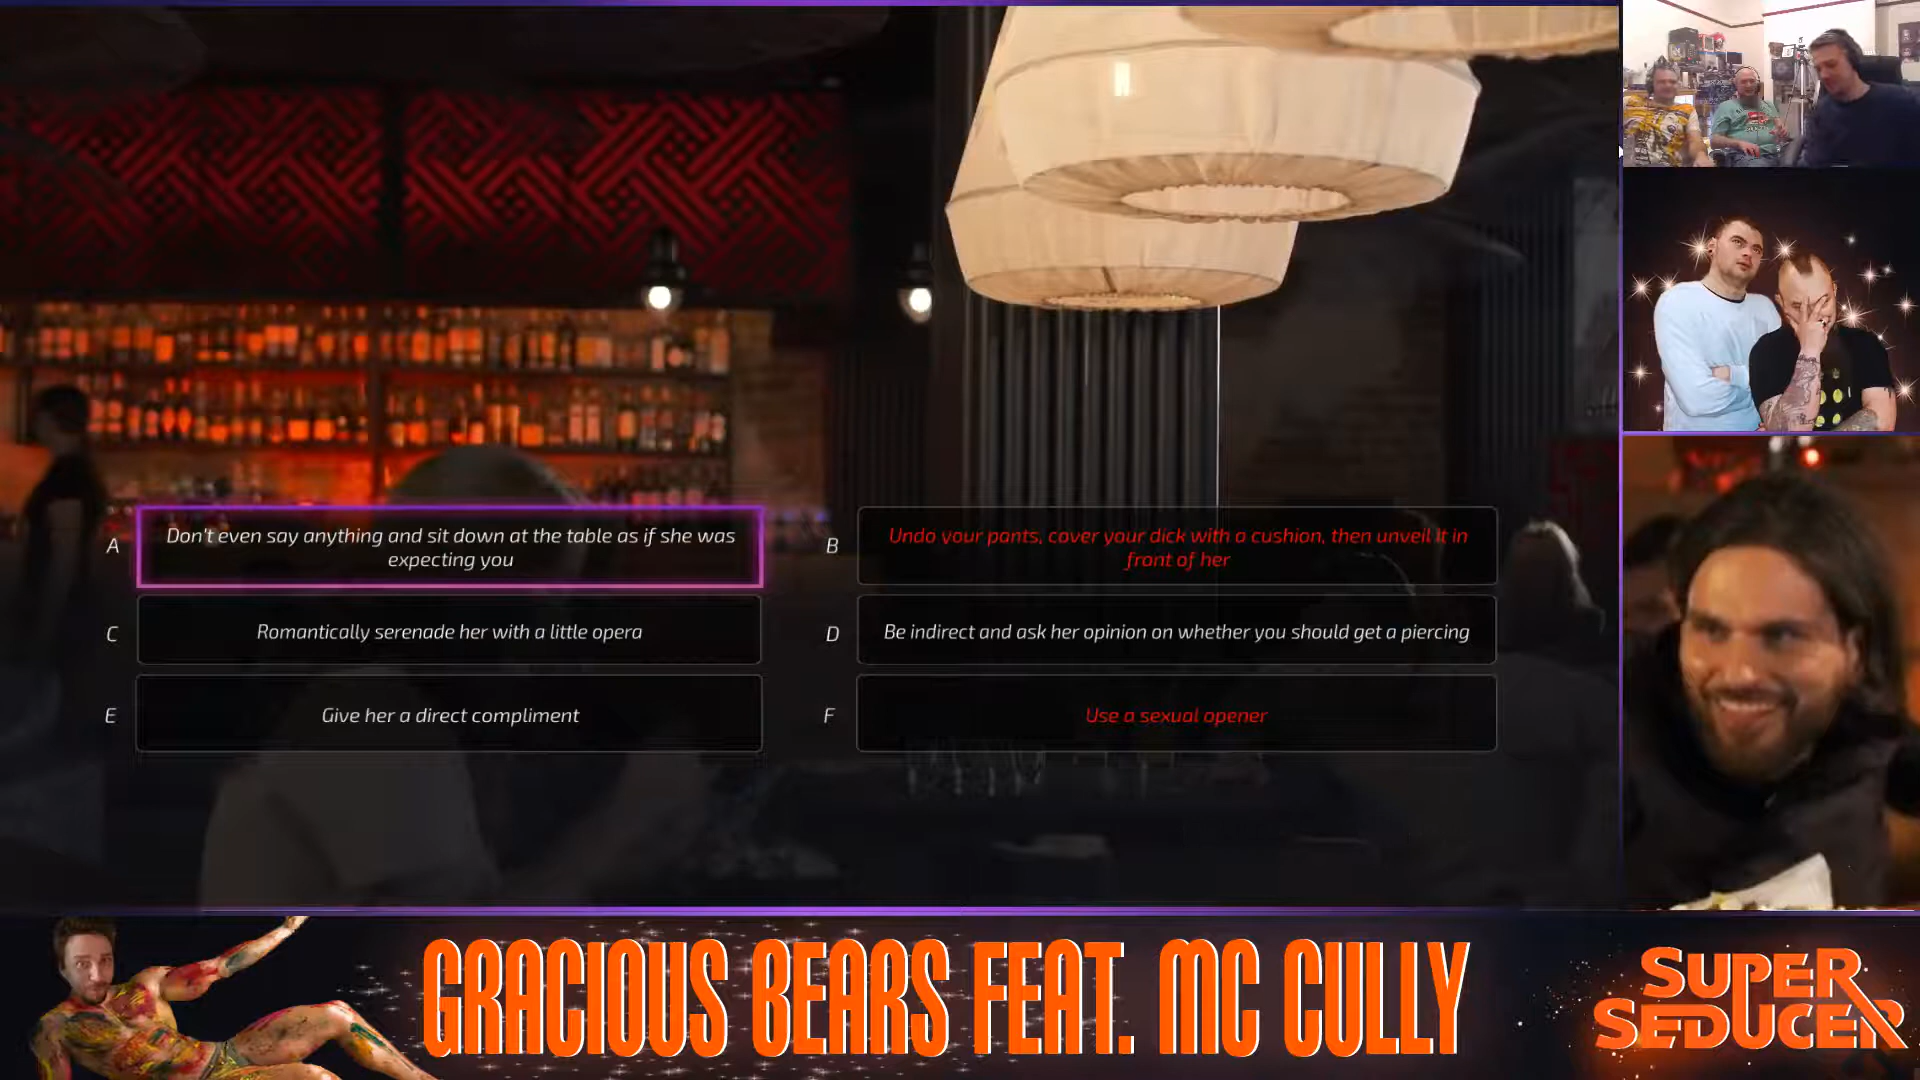 A
Don't even say anything and sit down at the table as if she was
expecting you
B
Undo your pants, cover your dick with a cushion, then unveil it in
front of her
C
Romantically serenade her with a little opera
D
Be indirect and ask her opinion on whether you should get a piercing
E
Give her a direct compliment
F
Use a sexual opener
GRACIOUS BEARS FEAT. MC CULLY
SUPER
SEDUCER